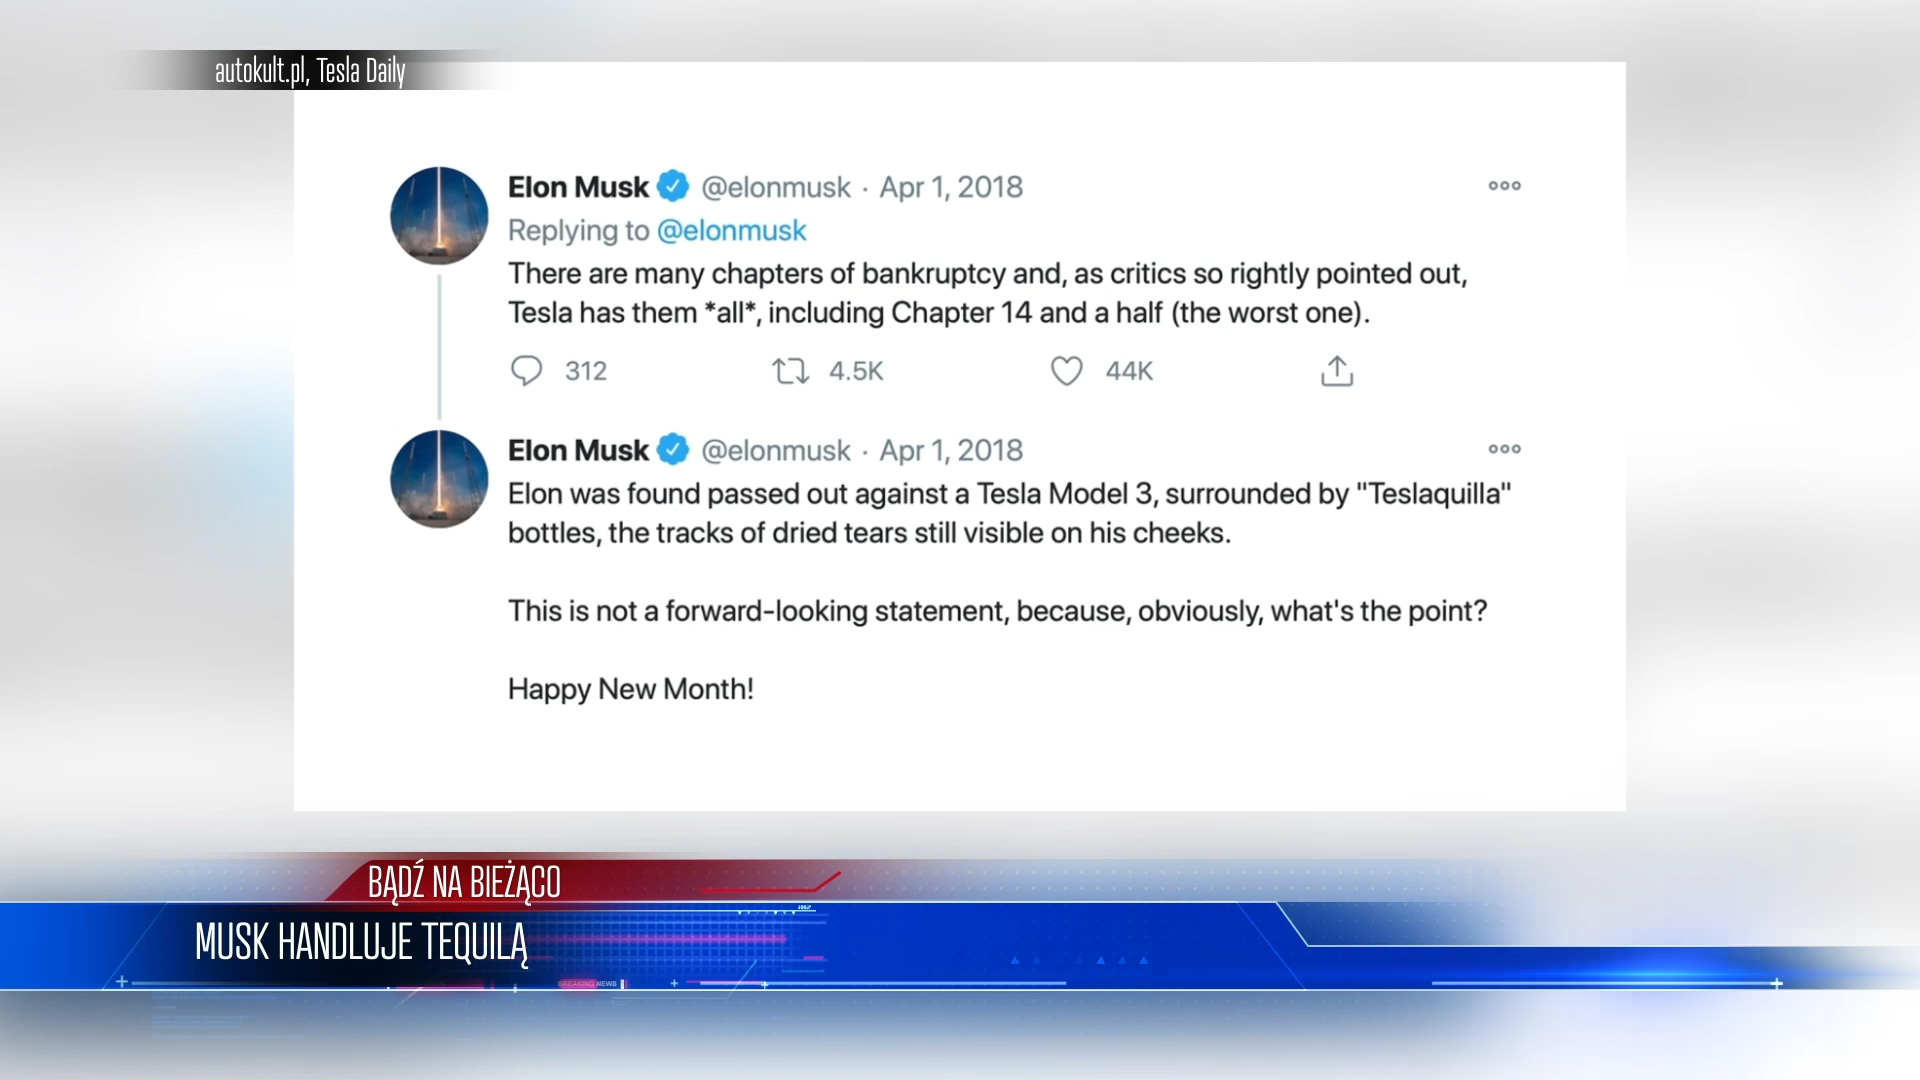 autokult.pl, Tesla Daily
Elon Musk @elonmusk · Apr 1, 2018
Replying to @elonmusk
There are many chapters of bankruptcy and, as critics so rightly pointed out,
Tesla has them *all*, including Chapter 14 and a half (the worst one).
312 4.5K 44K
Elon Musk @elonmusk · Apr 1, 2018
Elon was found passed out against a Tesla Model 3, surrounded by "Teslaquilla"
bottles, the tracks of dried tears still visible on his cheeks.
This is not a forward-looking statement, because, obviously, what's the point?
Happy New Month!
BĄDŹ NA BIEŻĄCO
MUSK HANDLUJE TEQUILĄ
BREAKING NEWS